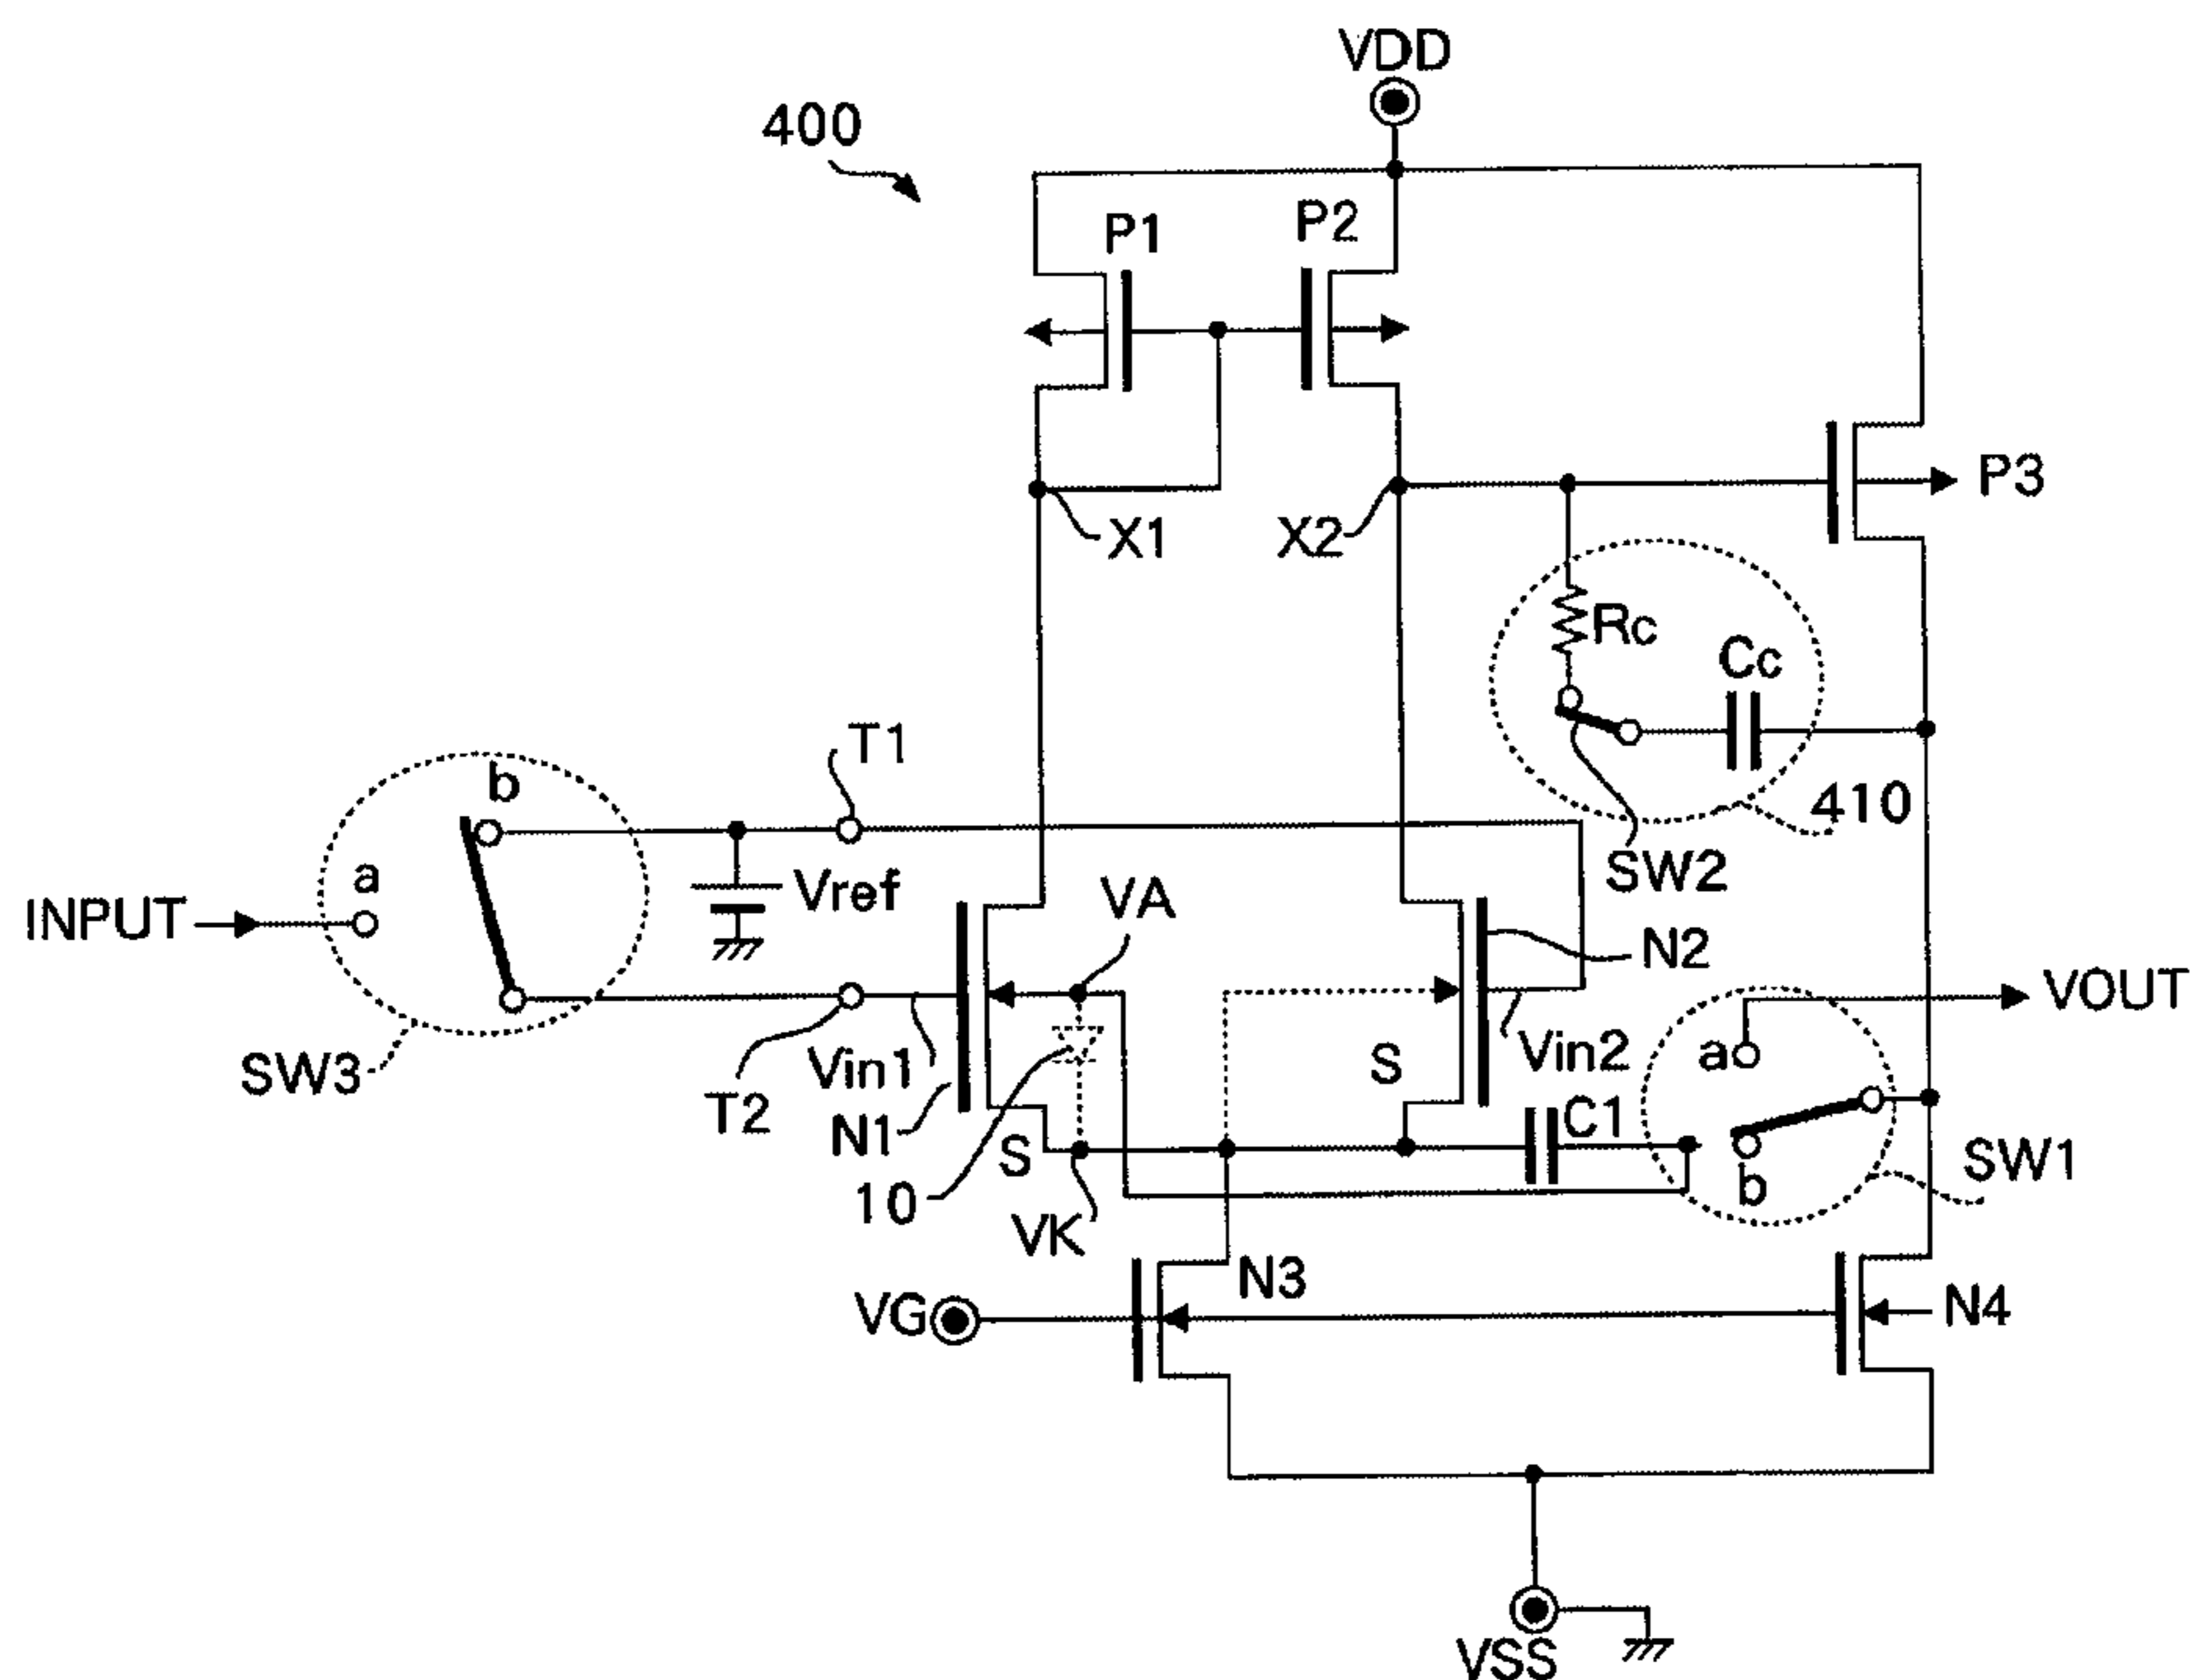 VDD
400
P1
P2
P3
X1
X2
Rc
Cc
T1
b
410
a
SW2
INPUT
Vref
VA
N2
VOUT
SW3
Vin1
S
Vin2
a
T2
N1
C1
S
SW1
10
b
VK
N3
VG
N4
VSS